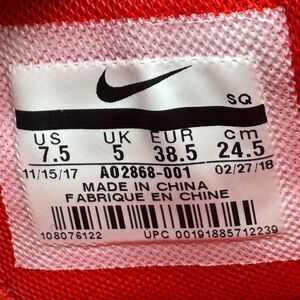 SQ
US UK EUR cm
7.5 5 38.5 24.5
11/15/17 AO2868-001 02/27/18
MADE IN CHINA
FABRIQUE EN CHINE
108076122 UPC 00191885712239